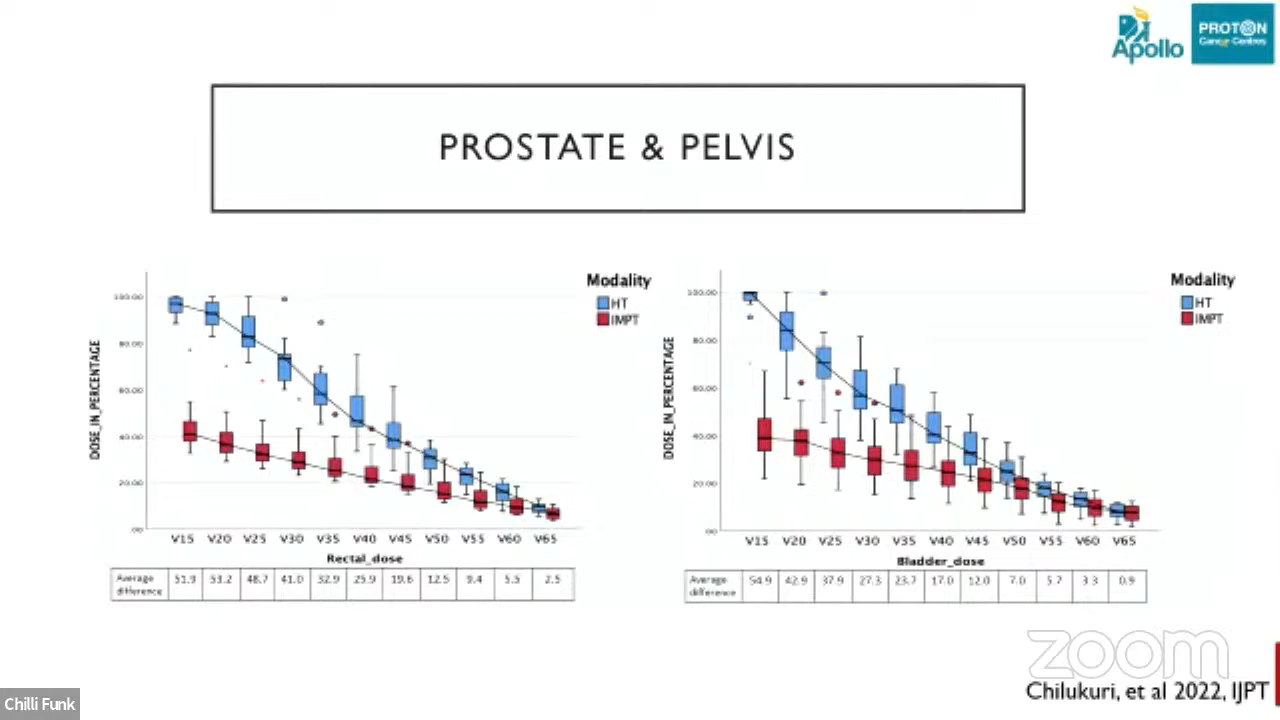 Apollo
PROTON
Cancer Centres
PROSTATE & PELVIS
Modality
HT
IMPT
DOSE_IN_PERCENTAGE
100.00
80.00
60.00
40.00
20.00
.00
V15 V20 V25 V30 V35 V40 V45 V50 V55 V60 V65
Rectal_dose
Average difference 51.9 53.2 48.7 41.0 32.9 25.9 19.6 12.5 9.4 5.5 2.5
Modality
HT
IMPT
DOSE_IN_PERCENTAGE
100.00
80.00
60.00
40.00
20.00
.00
V15 V20 V25 V30 V35 V40 V45 V50 V55 V60 V65
Bladder_dose
Average difference 54.9 42.9 37.9 27.3 23.7 17.0 12.0 7.0 5.7 3.3 0.9
zoom
Chilukuri, et al 2022, IJPT
Chilli Funk